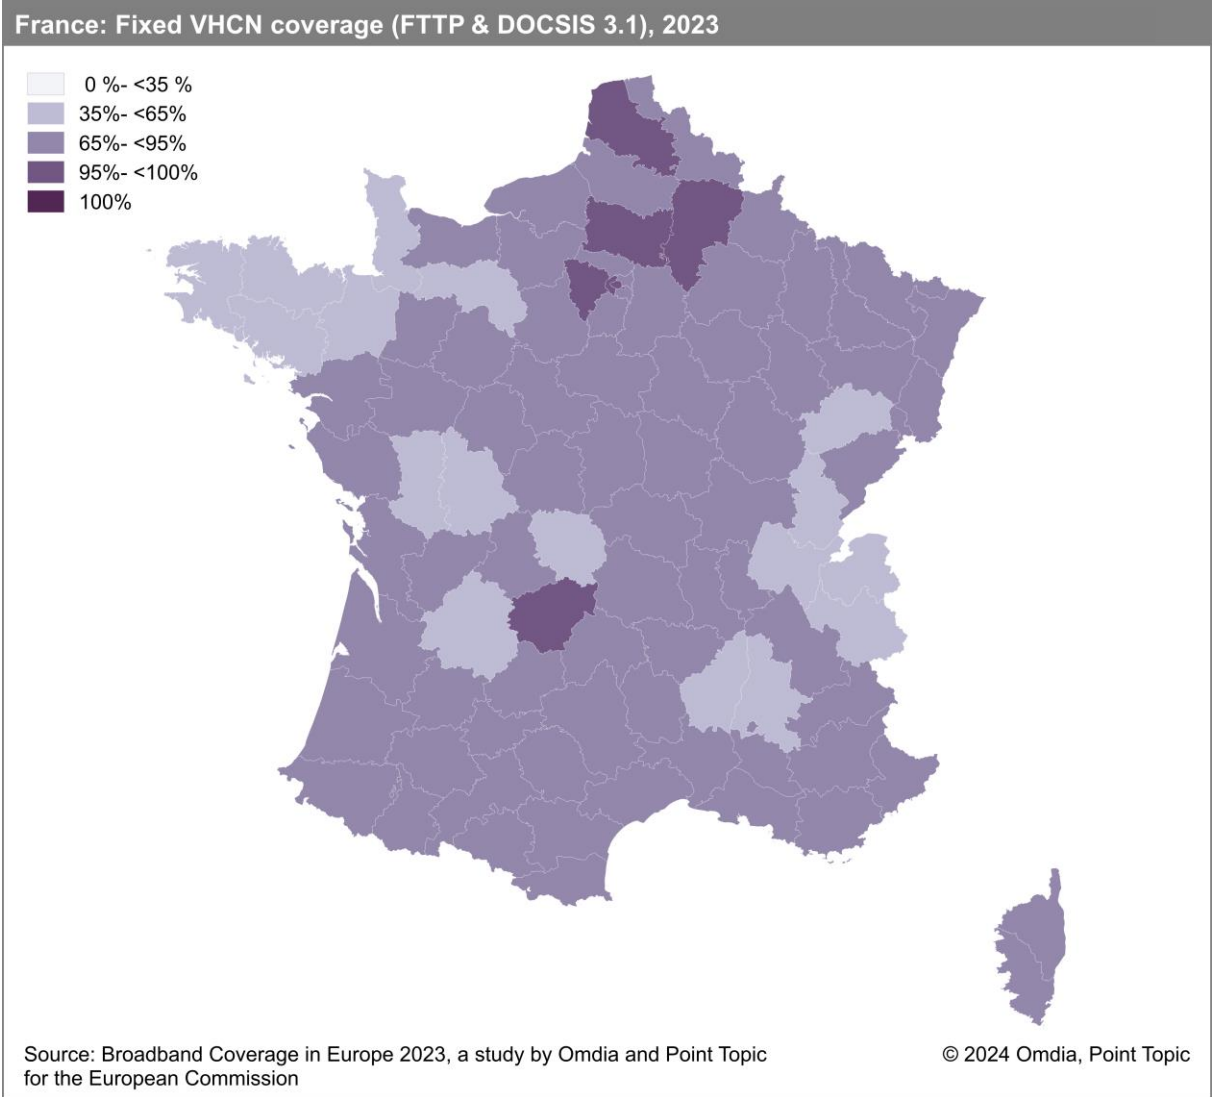 France: Fixed VHCN coverage (FTTP & DOCSIS 3.1), 2023
0 %- <35 %
35%- <65%
65%- <95%
95%- <100%
100%
Source: Broadband Coverage in Europe 2023, a study by Omdia and Point Topic
for the European Commission
© 2024 Omdia, Point Topic